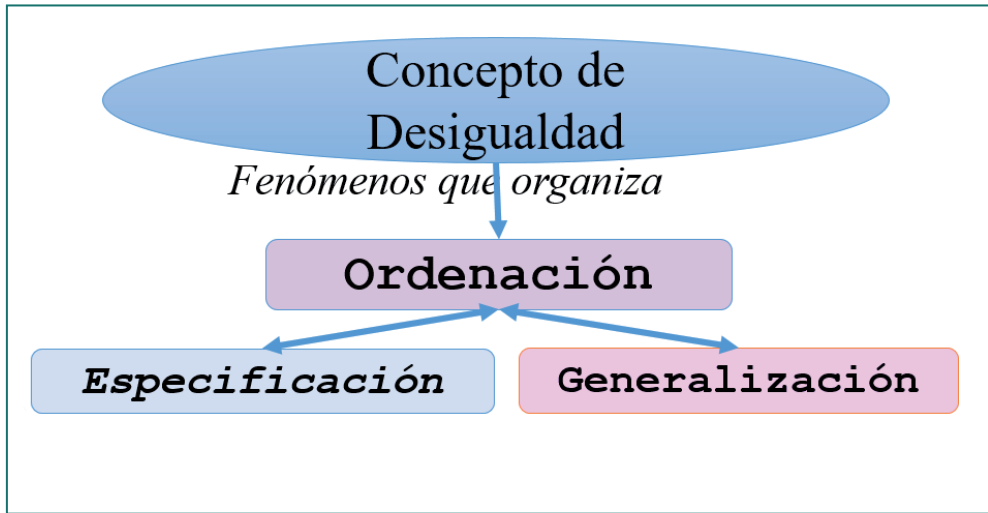 Concepto de
Desigualdad
Fenómenos que organiza
Ordenación
Especificación
Generalización